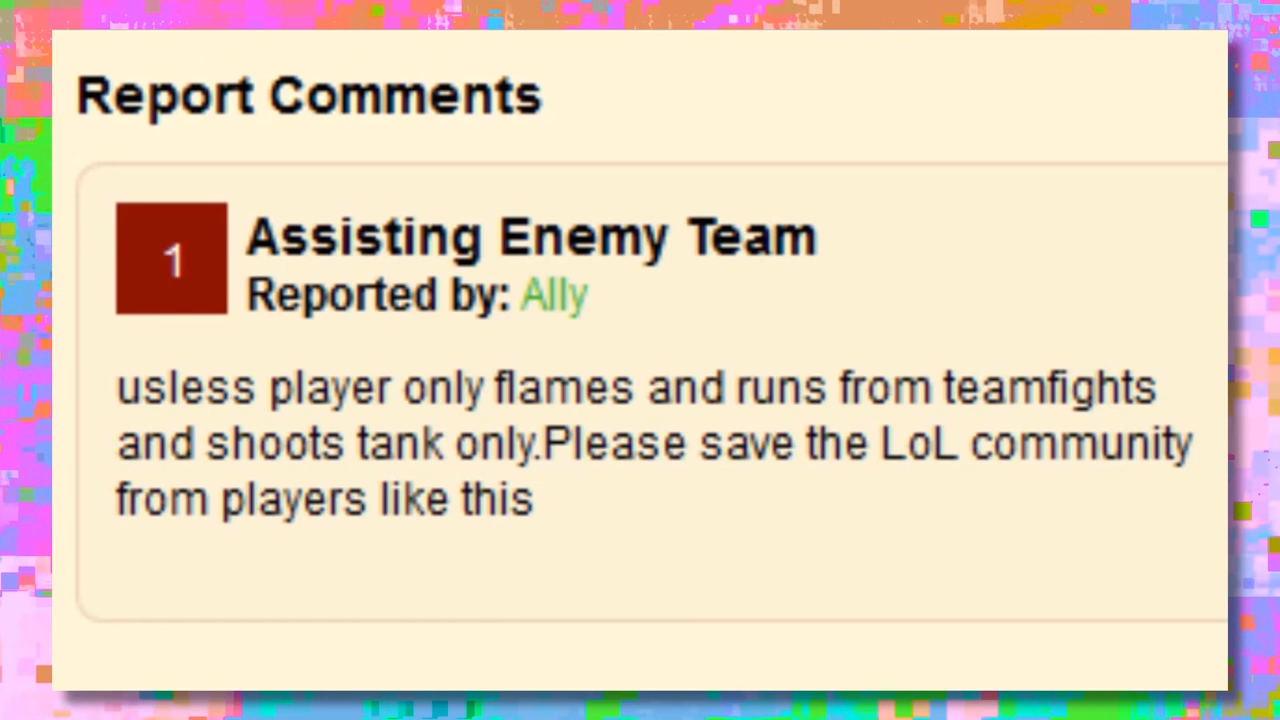 Report Comments
1
Assisting Enemy Team
Reported by: Ally
usless player only flames and runs from teamfights
and shoots tank only.Please save the LoL community
from players like this